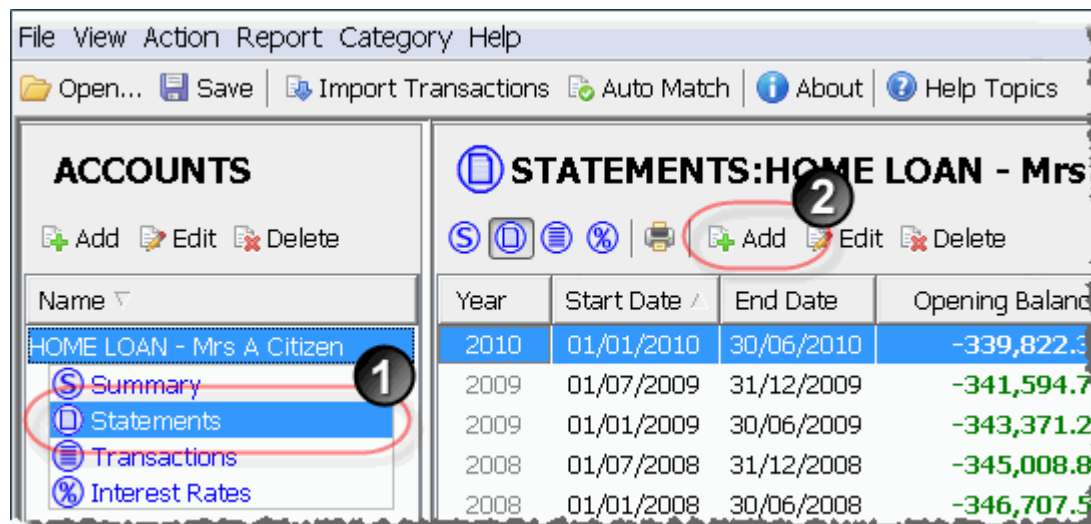 File View Action Report Category Help
Open... Save Import Transactions Auto Match About Help Topics
ACCOUNTS
Add Edit Delete
Name
HOME LOAN - Mrs A Citizen
S Summary
Statements
Transactions
% Interest Rates
1
STATEMENTS:HOME LOAN - Mrs
2
S % Add Edit Delete
Year Start Date End Date Opening Balanc
2010 01/01/2010 30/06/2010 -339,822.3
2009 01/07/2009 31/12/2009 -341,594.7
2009 01/01/2009 30/06/2009 -343,371.2
2008 01/07/2008 31/12/2008 -345,008.8
2008 01/01/2008 30/06/2008 -346,707.5